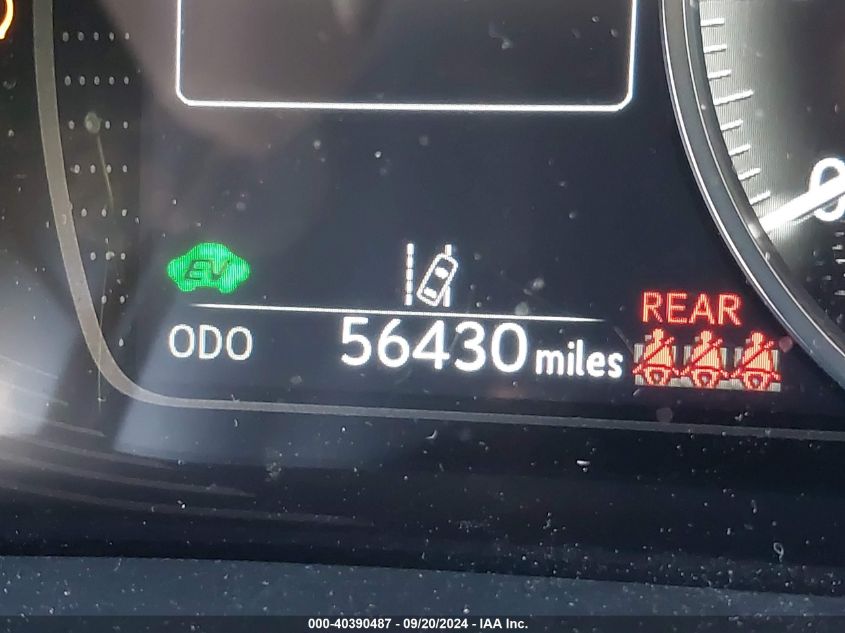 EV
REAR
ODO 56430 miles
000-40390487 - 09/20/2024 - IAA Inc.